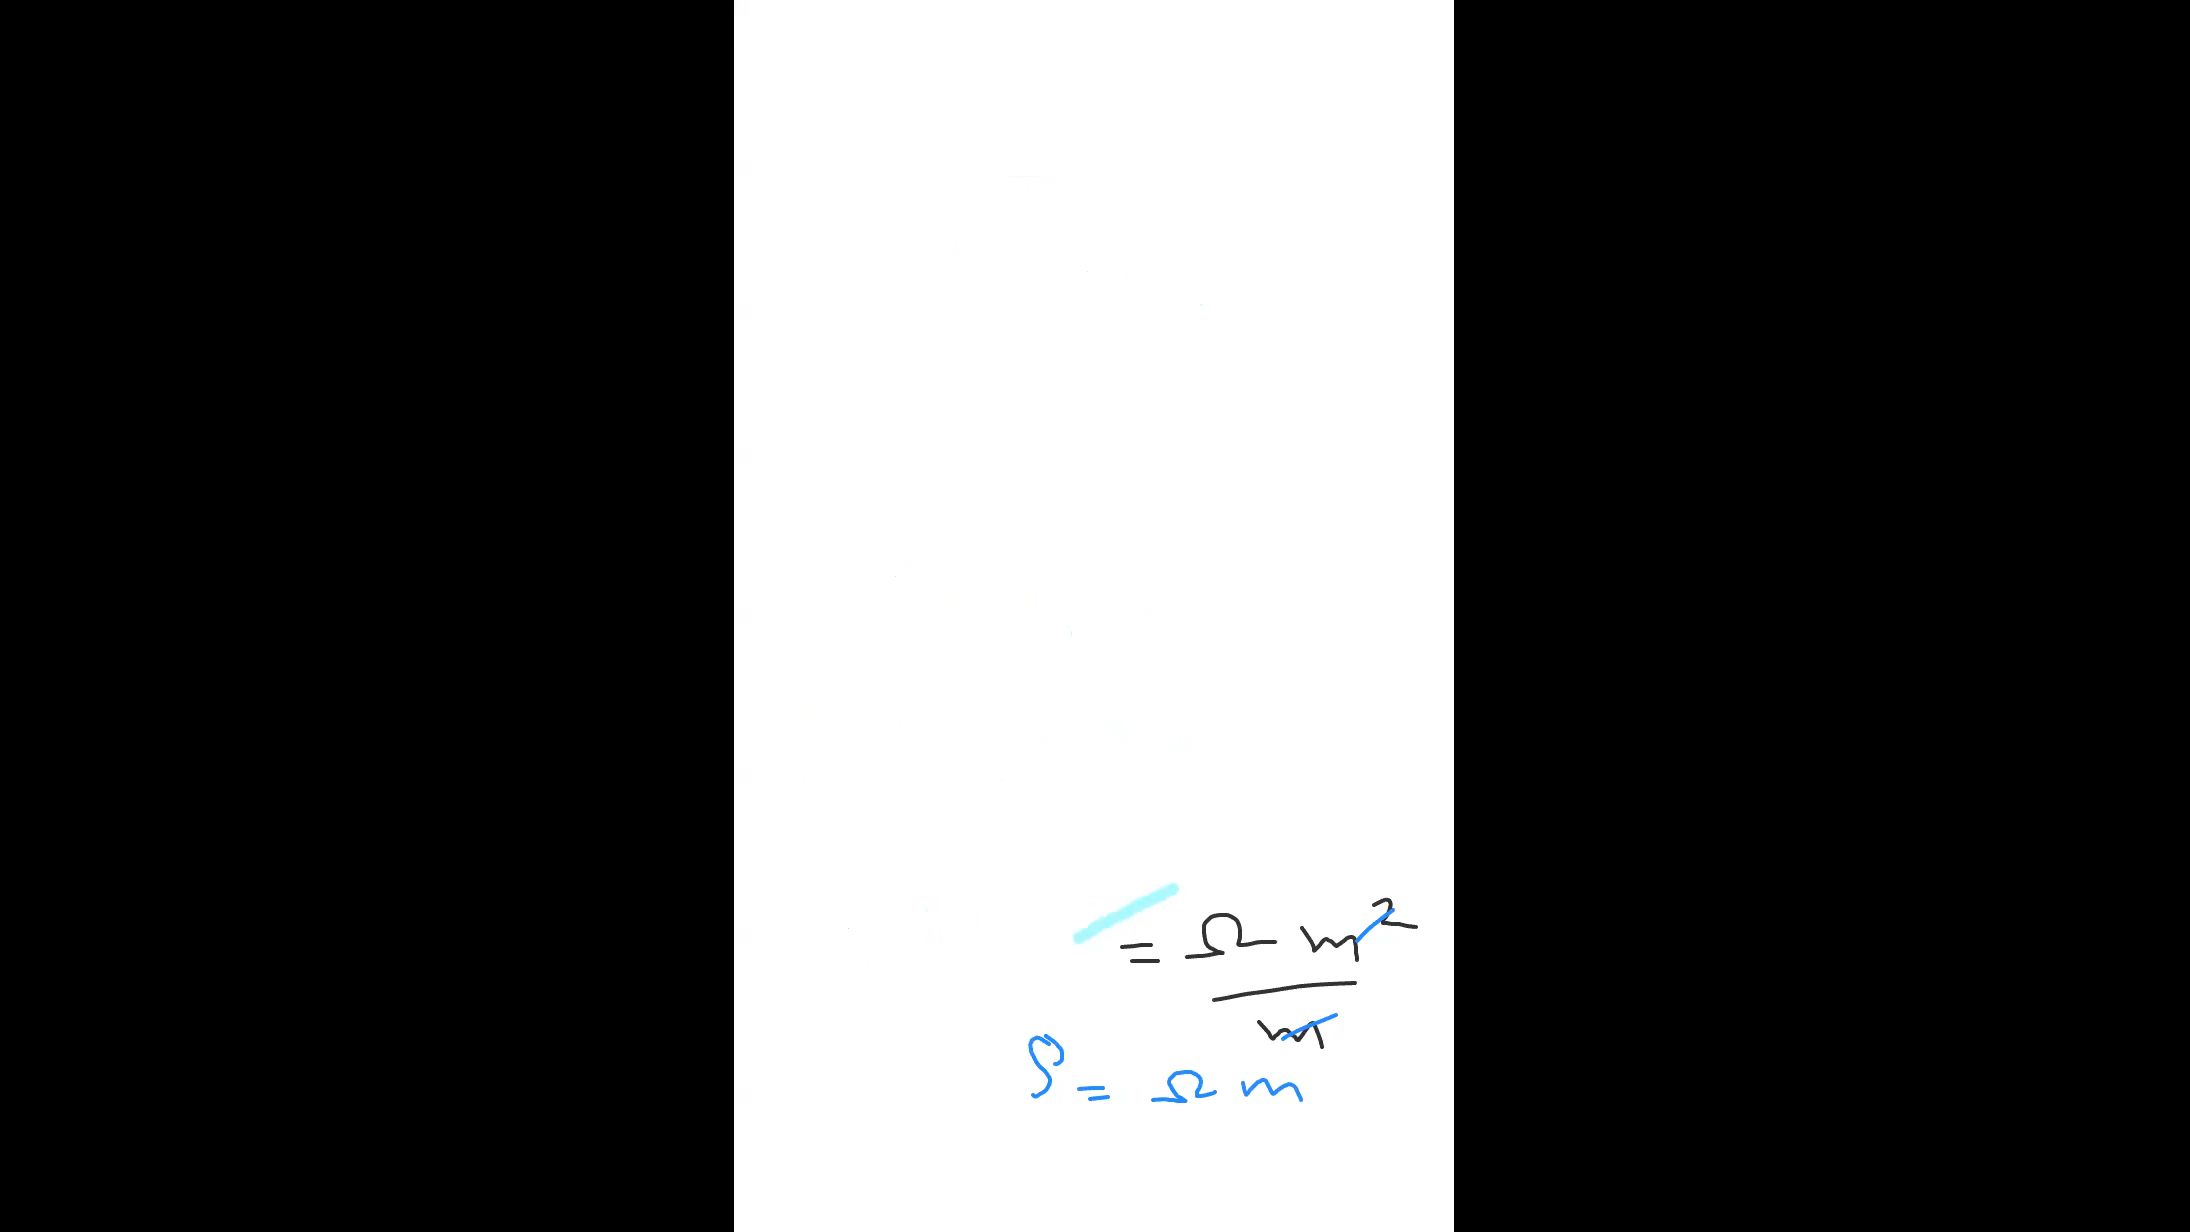 = Ω m²
m
ρ = Ω m